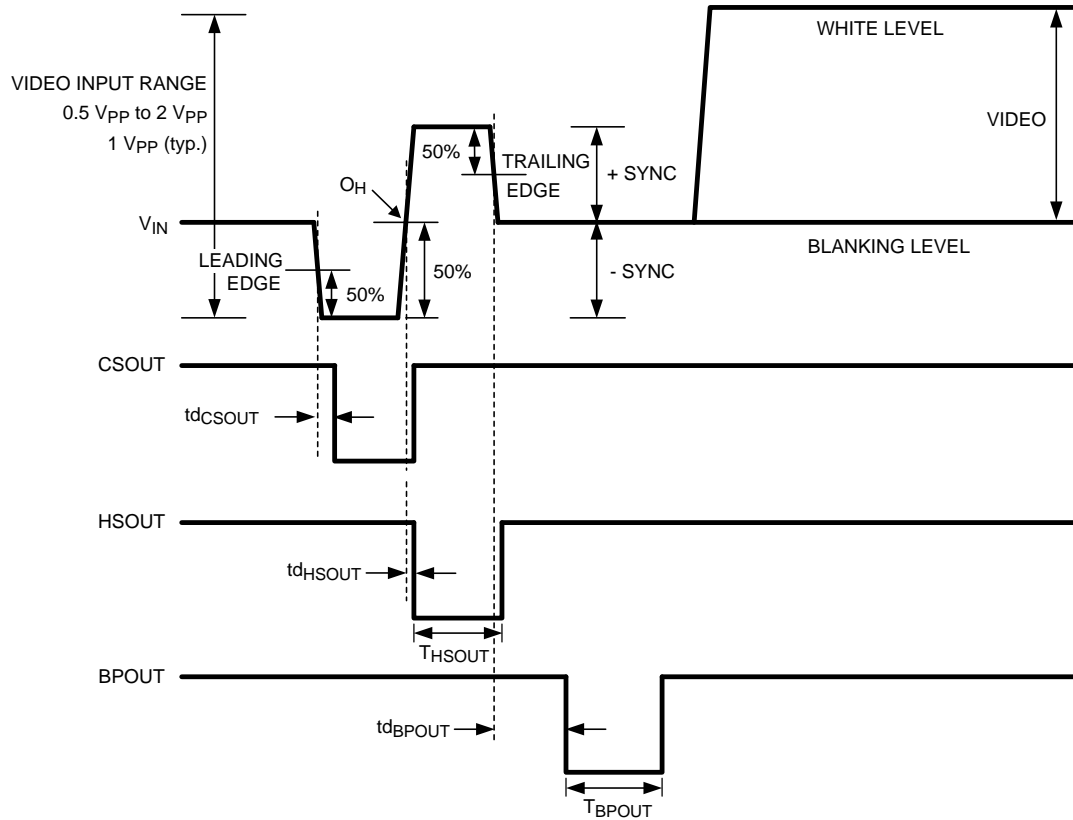 WHITE LEVEL
VIDEO INPUT RANGE
0.5 VPP to 2 VPP
1 VPP (typ.)
VIDEO
50%
TRAILING
EDGE
+ SYNC
OH
VIN
BLANKING LEVEL
LEADING
EDGE
50%
50%
- SYNC
CSOUT
tdCSOUT
HSOUT
tdHSOUT
THSOUT
BPOUT
tdBPOUT
TBPOUT